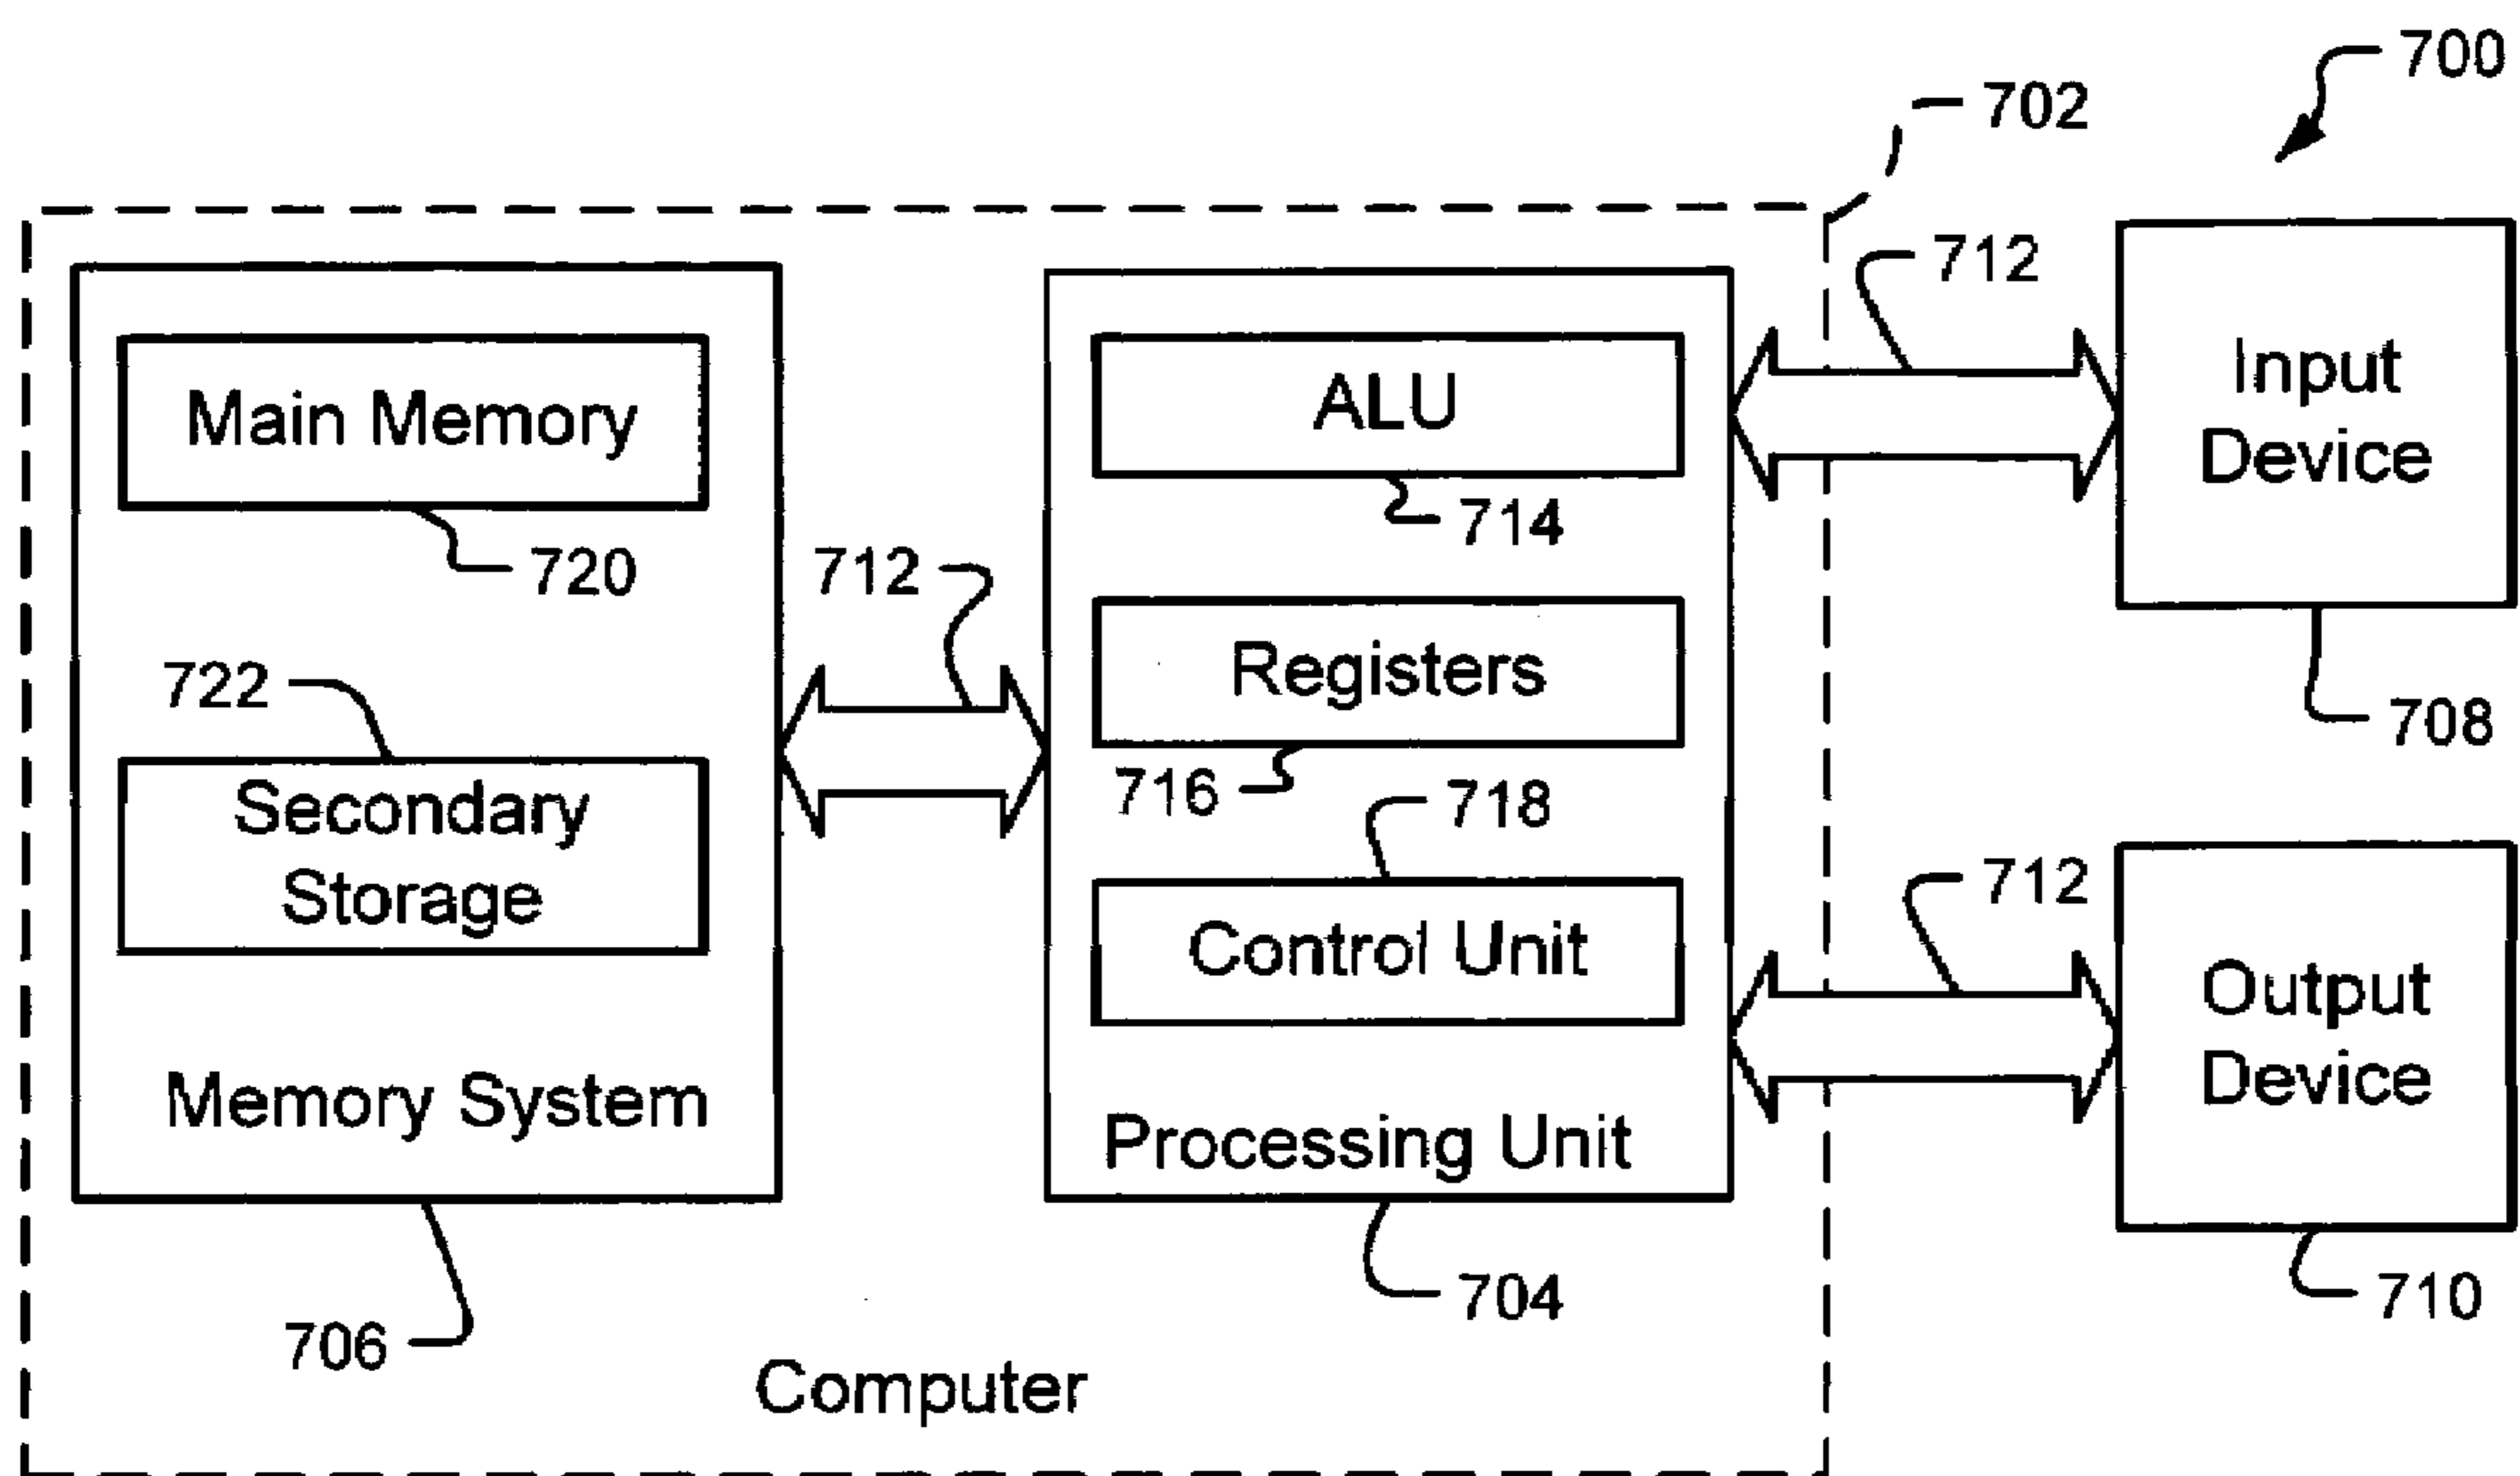 700
702
712
Main Memory
720
722
Secondary
Storage
Memory System
706
712
ALU
714
Registers
716
718
Control Unit
Processing Unit
704
Computer
Input
Device
708
712
Output
Device
710